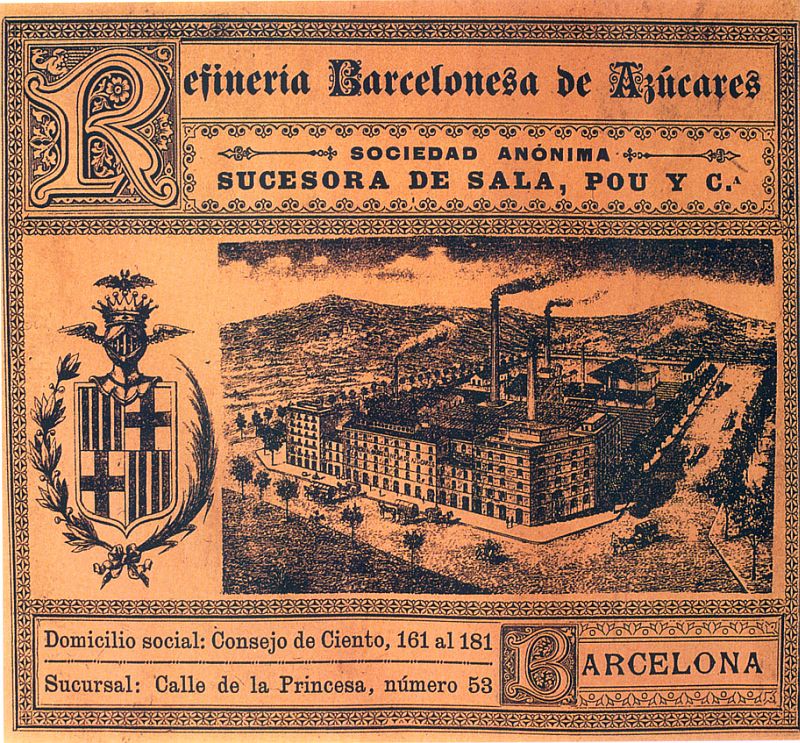 Refinería Barcelonesa de Azúcares
SOCIEDAD ANÓNIMA
SUCESORA DE SALA, POU Y C.ᴬ
Domicilio social: Consejo de Ciento, 161 al 181
Sucursal: Calle de la Princesa, número 53
BARCELONA